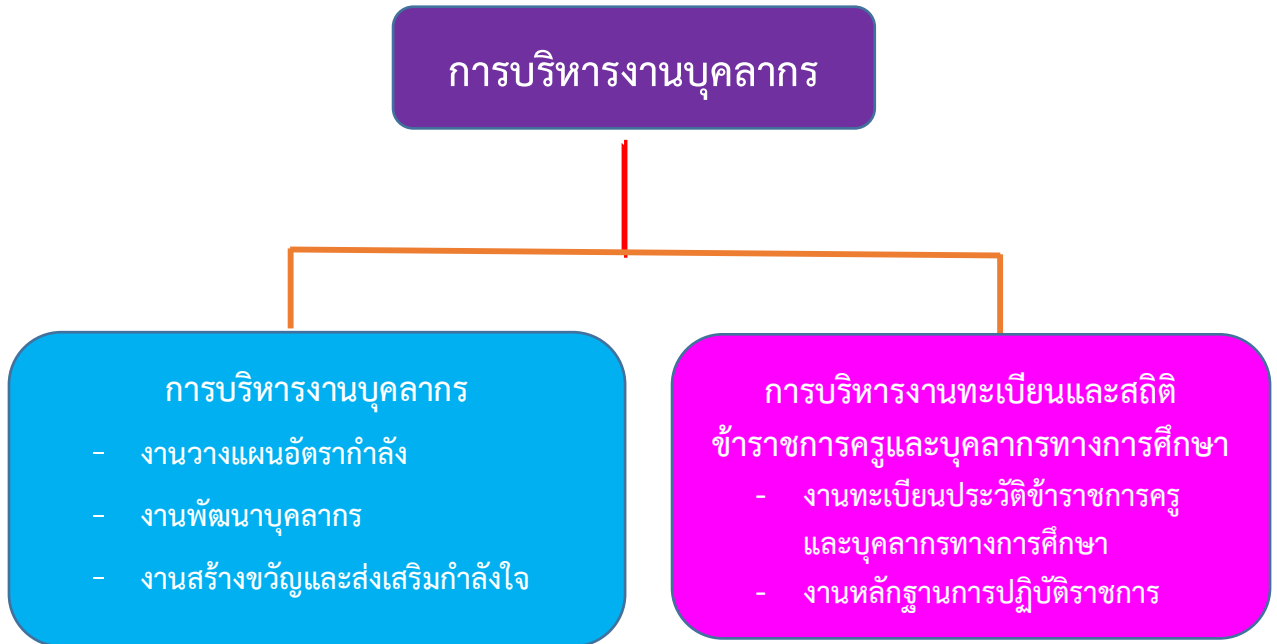 การบริหารงานบุคลากร
การบริหารงานบุคลากร
- งานวางแผนอัตรากำลัง
- งานพัฒนาบุคลากร
- งานสร้างขวัญและส่งเสริมกำลังใจ
การบริหารงานทะเบียนและสถิติ
ข้าราชการครูและบุคลากรทางการศึกษา
- งานทะเบียนประวัติข้าราชการครู
และบุคลากรทางการศึกษา
- งานหลักฐานการปฏิบัติราชการ